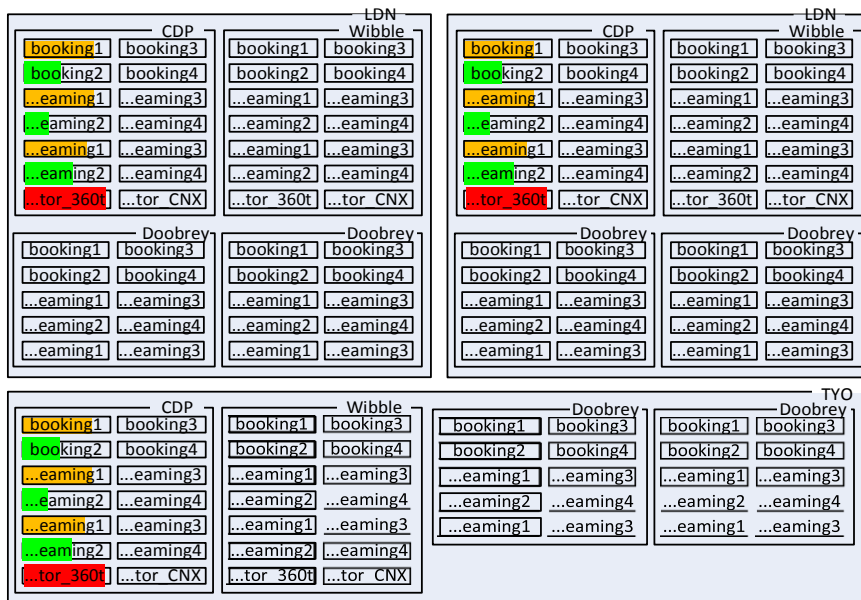 LDN
CDP
booking1 booking3
booking2 booking4
...eaming1 ...eaming3
...eaming2 ...eaming4
...eaming1 ...eaming3
...eaming2 ...eaming4
...tor_360t ...tor_CNX
Wibble
booking1 booking3
booking2 booking4
...eaming1 ...eaming3
...eaming2 ...eaming4
...eaming1 ...eaming3
...eaming2 ...eaming4
...tor_360t ...tor_CNX
Doobrey
booking1 booking3
booking2 booking4
...eaming1 ...eaming3
...eaming2 ...eaming4
...eaming1 ...eaming3
Doobrey
booking1 booking3
booking2 booking4
...eaming1 ...eaming3
...eaming2 ...eaming4
...eaming1 ...eaming3
LDN
CDP
booking1 booking3
booking2 booking4
...eaming1 ...eaming3
...eaming2 ...eaming4
...eaming1 ...eaming3
...eaming2 ...eaming4
...tor_360t ...tor_CNX
Wibble
booking1 booking3
booking2 booking4
...eaming1 ...eaming3
...eaming2 ...eaming4
...eaming1 ...eaming3
...eaming2 ...eaming4
...tor_360t ...tor_CNX
Doobrey
booking1 booking3
booking2 booking4
...eaming1 ...eaming3
...eaming2 ...eaming4
...eaming1 ...eaming3
Doobrey
booking1 booking3
booking2 booking4
...eaming1 ...eaming3
...eaming2 ...eaming4
...eaming1 ...eaming3
TYO
CDP
booking1 booking3
booking2 booking4
...eaming1 ...eaming3
...eaming2 ...eaming4
...eaming1 ...eaming3
...eaming2 ...eaming4
...tor_360t ...tor_CNX
Wibble
booking1 booking3
booking2 booking4
...eaming1 ...eaming3
...eaming2 ...eaming4
...eaming1 ...eaming3
...eaming2 ...eaming4
...tor_360t ...tor_CNX
Doobrey
booking1 booking3
booking2 booking4
...eaming1 ...eaming3
...eaming2 ...eaming4
...eaming1 ...eaming3
Doobrey
booking1 booking3
booking2 booking4
...eaming1 ...eaming3
...eaming2 ...eaming4
...eaming1 ...eaming3